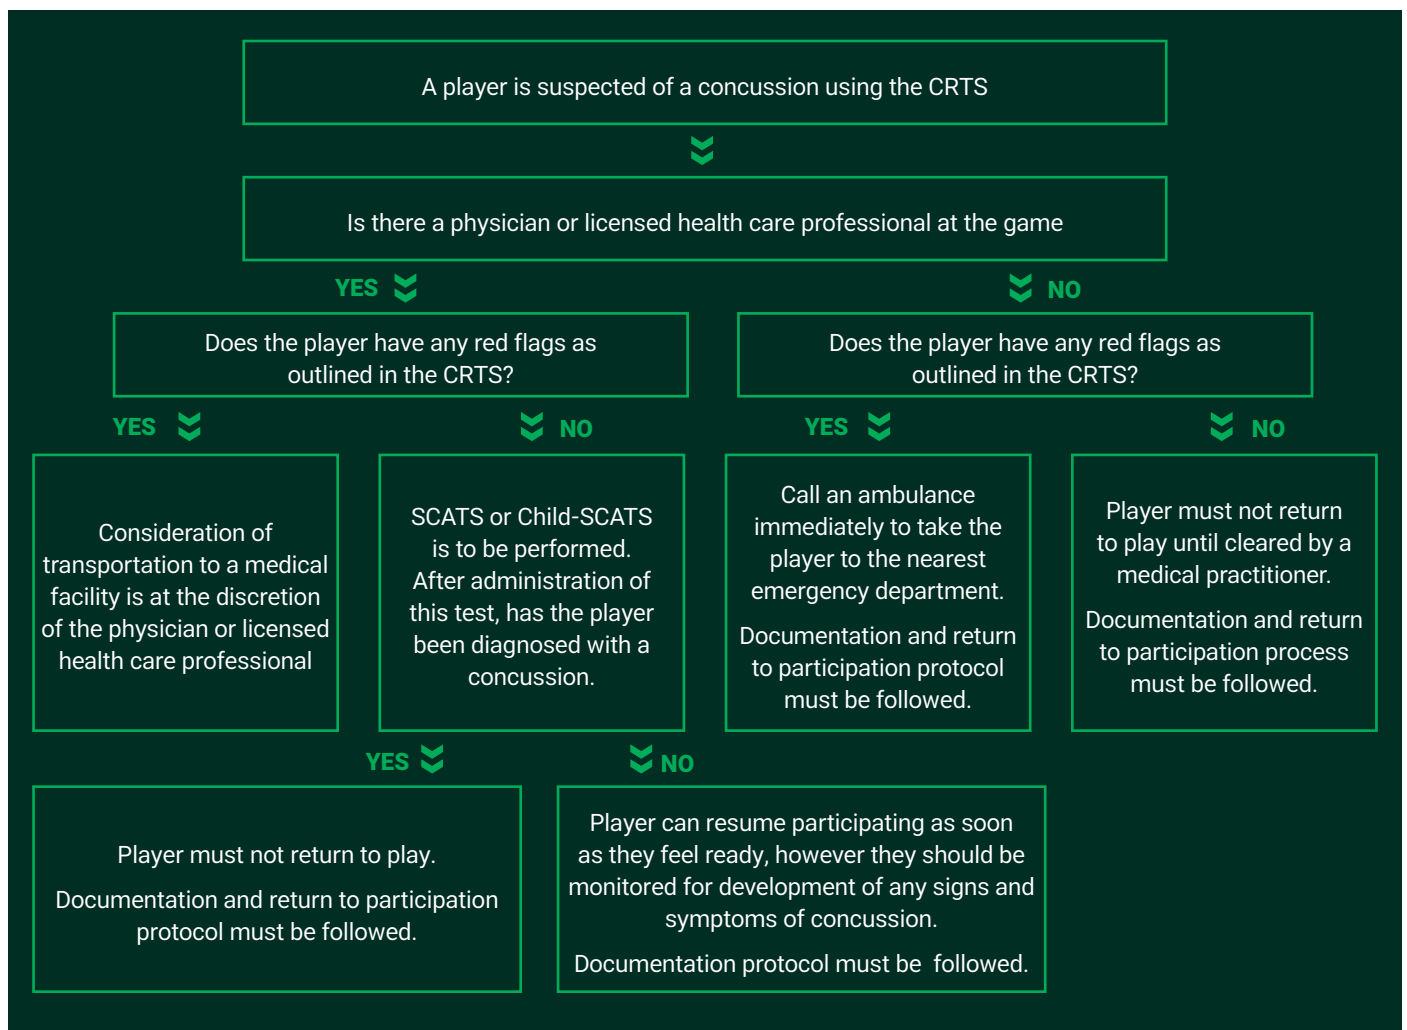 A player is suspected of a concussion using the CRTS
Is there a physician or licensed health care professional at the game
YES
NO
Does the player have any red flags as
outlined in the CRTS?
Does the player have any red flags as
outlined in the CRTS?
YES
NO
YES
NO
Consideration of
transportation to a medical
facility is at the discretion
of the physician or licensed
health care professional
SCATS or Child-SCATS
is to be performed.
After administration of
this test, has the player
been diagnosed with a
concussion.
Call an ambulance
immediately to take the
player to the nearest
emergency department.
Documentation and return
to participation protocol
must be followed.
Player must not return
to play until cleared by a
medical practitioner.
Documentation and return
to participation process
must be followed.
YES
NO
Player must not return to play.
Documentation and return to participation
protocol must be followed.
Player can resume participating as soon
as they feel ready, however they should be
monitored for development of any signs and
symptoms of concussion.
Documentation protocol must be followed.